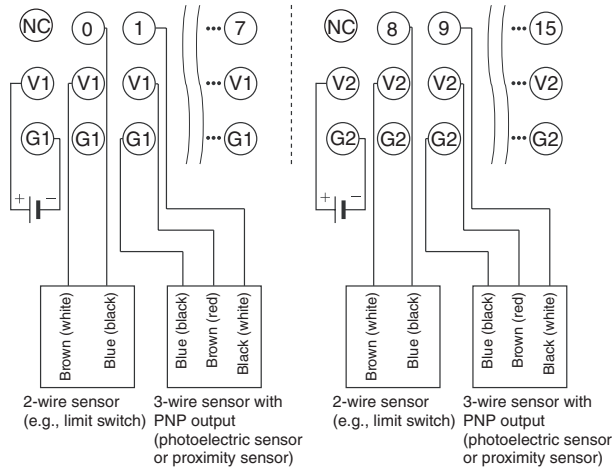 NC 0 1 ••• 7
V1 V1 V1 ••• V1
G1 G1 G1 ••• G1
+ −
Brown (white)
Blue (black)
Blue (black)
Brown (red)
Black (white)
2-wire sensor
(e.g., limit switch)
3-wire sensor with
PNP output
(photoelectric sensor
or proximity sensor)
NC 8 9 ••• 15
V2 V2 V2 ••• V2
G2 G2 G2 ••• G2
+ −
Brown (white)
Blue (black)
Blue (black)
Brown (red)
Black (white)
2-wire sensor
(e.g., limit switch)
3-wire sensor with
PNP output
(photoelectric sensor
or proximity sensor)